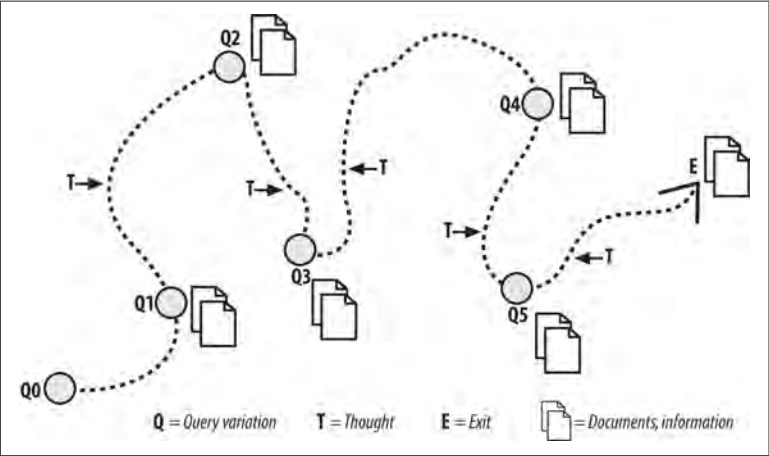 Q2
Q4
E
T
T
T
T
Q3
T
Q1
Q5
Q0
Q = Query variation T = Thought E = Exit = Documents, information